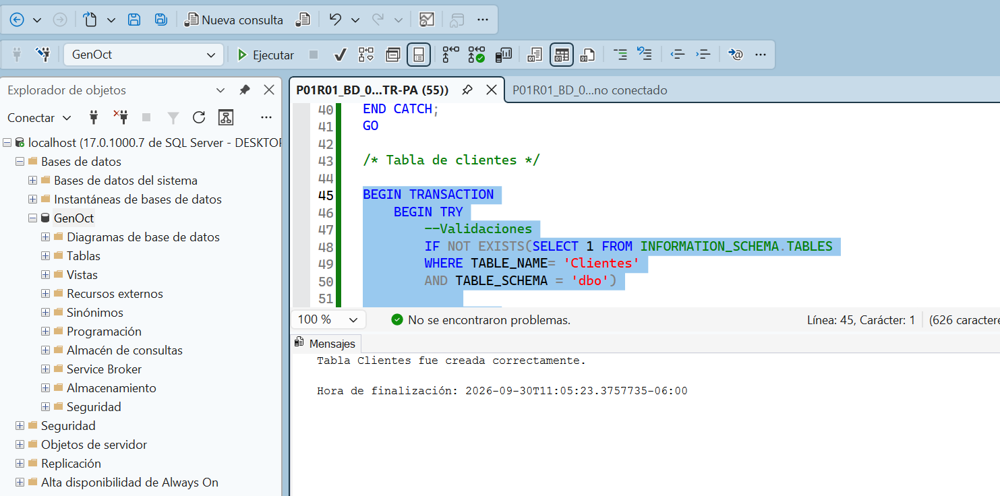 Nueva consulta
GenOct
Ejecutar
Explorador de objetos
Conectar
localhost (17.0.1000.7 de SQL Server - DESKTOP
Bases de datos
Bases de datos del sistema
Instantáneas de bases de datos
GenOct
Diagramas de base de datos
Tablas
Vistas
Recursos externos
Sinónimos
Programación
Almacén de consultas
Service Broker
Almacenamiento
Seguridad
Seguridad
Objetos de servidor
Replicación
Alta disponibilidad de Always On
P01R01_BD_0...TR-PA (55))
P01R01_BD_0...no conectado
40 END CATCH;
41 GO
42
43 /* Tabla de clientes */
44
45 BEGIN TRANSACTION
46 BEGIN TRY
47 --Validaciones
48 IF NOT EXISTS(SELECT 1 FROM INFORMATION_SCHEMA.TABLES
49 WHERE TABLE_NAME= 'Clientes'
50 AND TABLE_SCHEMA = 'dbo')
51
100 %
No se encontraron problemas.
Línea: 45, Carácter: 1
(626 caractere
Mensajes
Tabla Clientes fue creada correctamente.
Hora de finalización: 2026-09-30T11:05:23.3757735-06:00